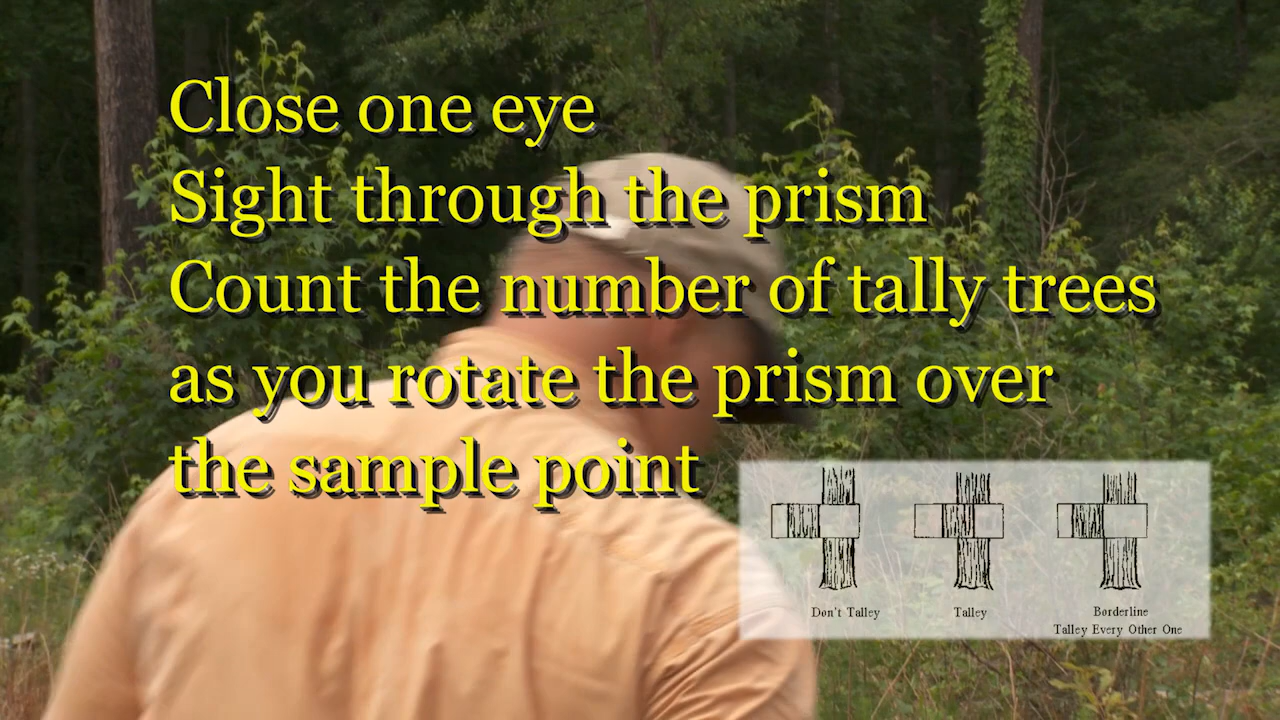 Close one eye
Sight through the prism
Count the number of tally trees
as you rotate the prism over
the sample point
Don't Talley
Talley
Borderline
Talley Every Other One